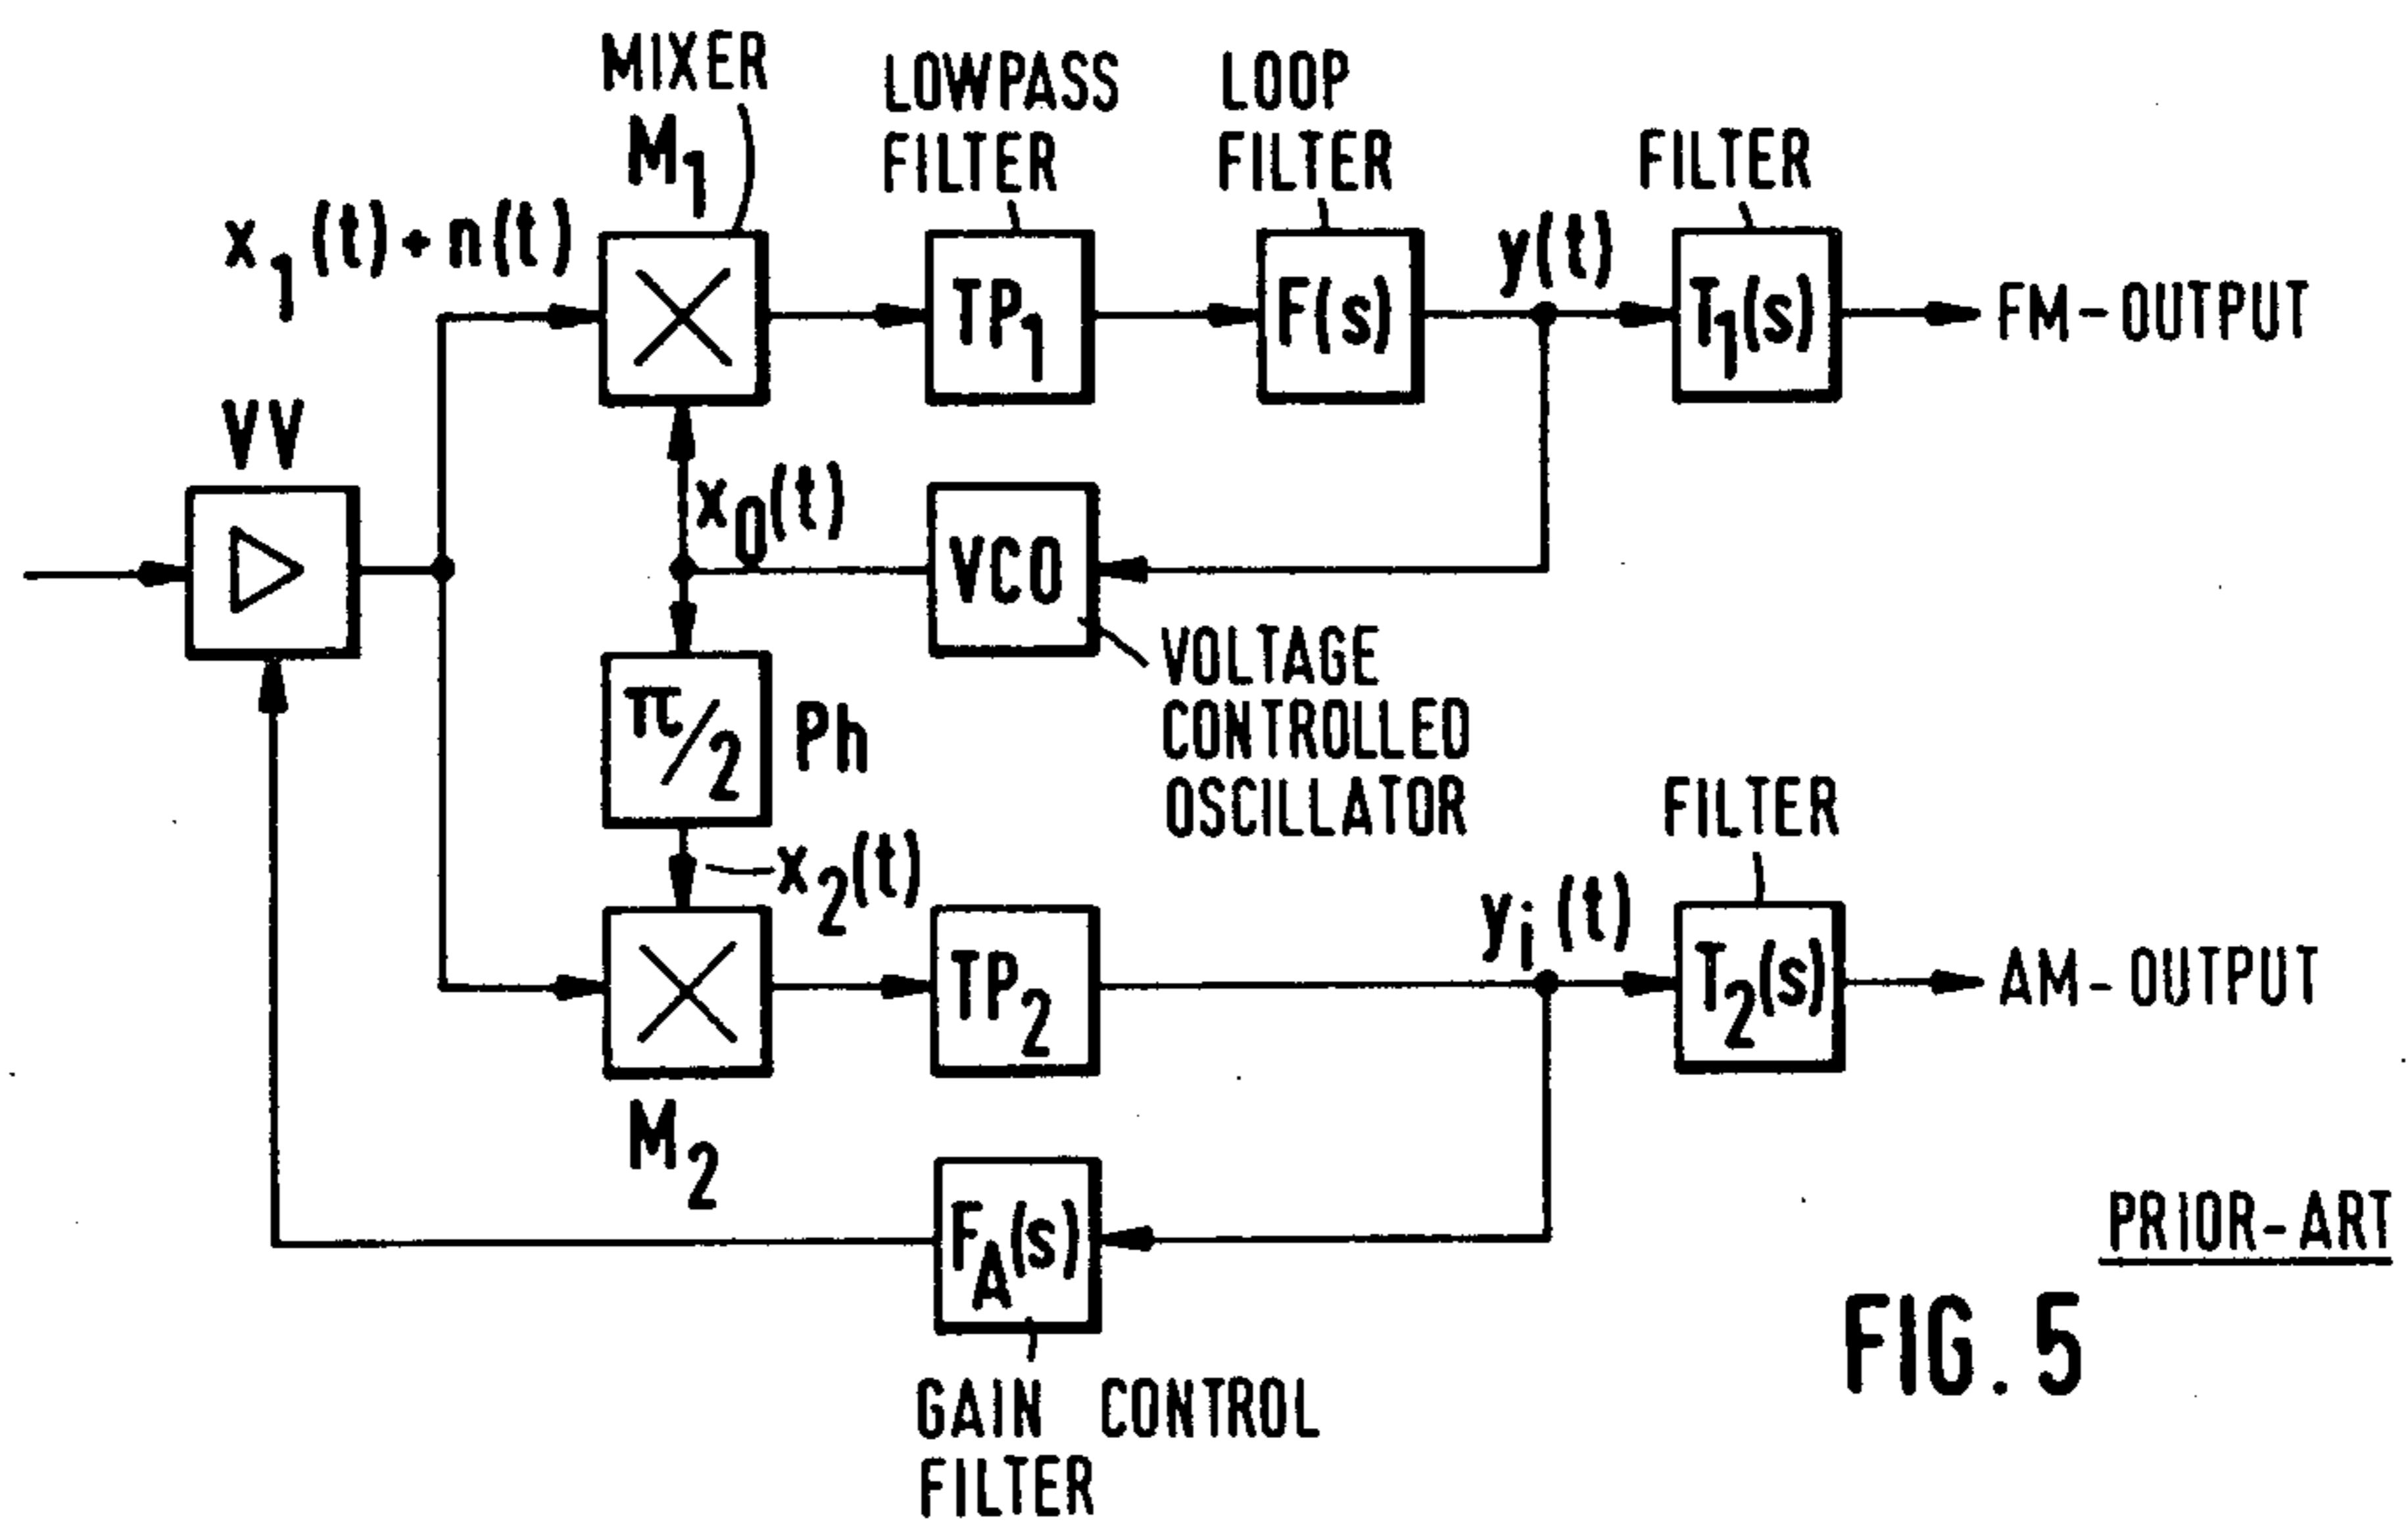 MIXER
M1
LOWPASS
FILTER
LOOP
FILTER
FILTER
x1(t)+n(t)
TP1
F(s)
y(t)
T1(s)
FM-OUTPUT
VV
x0(t)
VCO
VOLTAGE
CONTROLLED
OSCILLATOR
π/2
Ph
x2(t)
FILTER
yi(t)
TP2
T2(s)
AM-OUTPUT
M2
FA(s)
GAIN CONTROL
FILTER
PRIOR-ART
FIG. 5